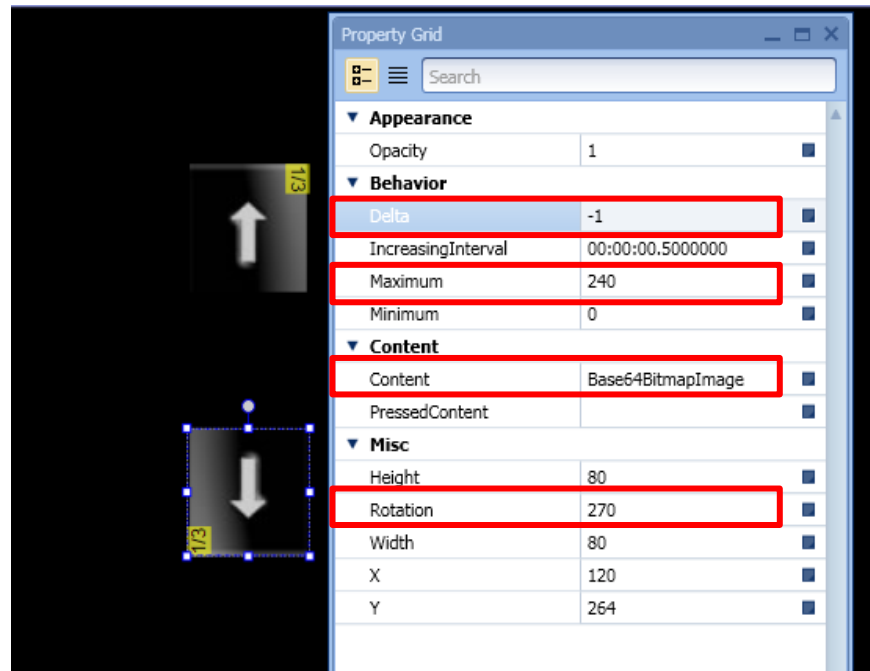 Property Grid
Search
Appearance
Opacity 1
Behavior
Delta -1
IncreasingInterval 00:00:00.5000000
Maximum 240
Minimum 0
Content
Content Base64BitmapImage
PressedContent
Misc
Height 80
Rotation 270
Width 80
X 120
Y 264
1/3
1/3